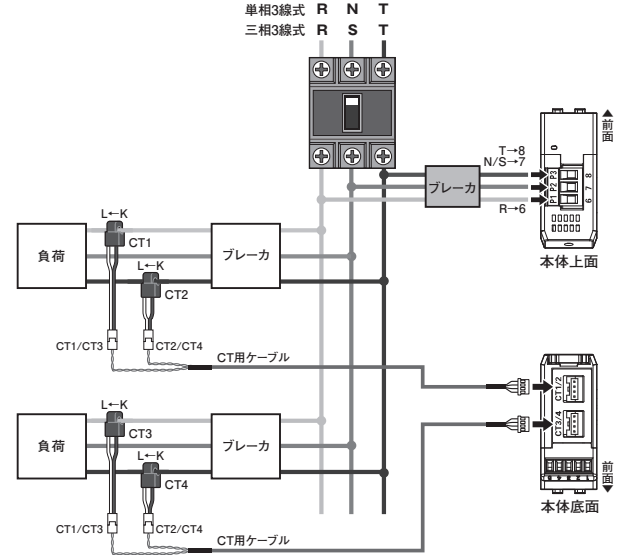 単相3線式 R N T
三相3線式 R S T
▲前面
T→8
N/S→7
ブレーカ
R→6
P1 P2 P3
6 7 8
本体上面
L←K
CT1
負荷
ブレーカ
L←K
CT2
CT1/CT3
CT2/CT4
CT用ケーブル
CT1/2
CT3/4
L←K
CT3
負荷
ブレーカ
L←K
CT4
前面▼
本体底面
CT1/CT3
CT2/CT4
CT用ケーブル